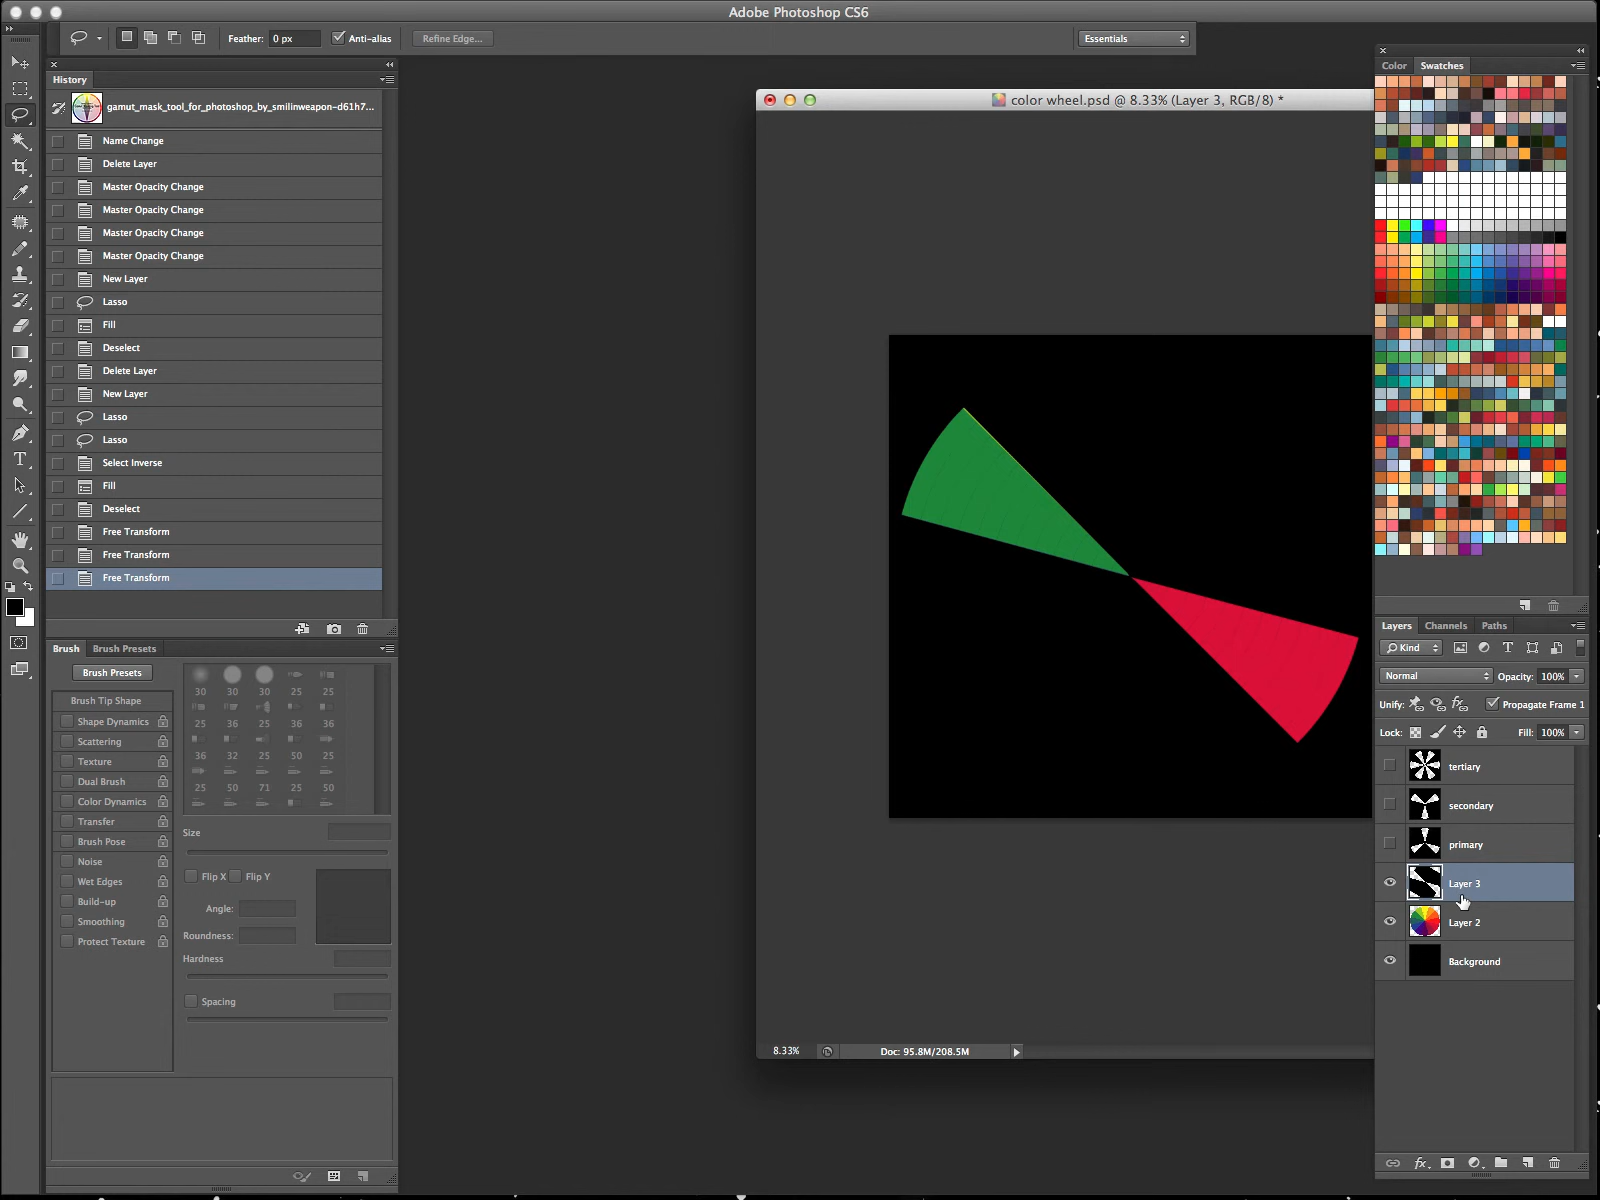 Adobe Photoshop CS6
Feather: 0 px Anti-alias Refine Edge... Essentials
History
gamut_mask_tool_for_photoshop_by_smilinweapon-d61h7...
Name Change
Delete Layer
Master Opacity Change
Master Opacity Change
Master Opacity Change
Master Opacity Change
New Layer
Lasso
Fill
Deselect
Delete Layer
New Layer
Lasso
Lasso
Select Inverse
Fill
Deselect
Free Transform
Free Transform
Free Transform
Brush Brush Presets
Brush Presets
Brush Tip Shape
Shape Dynamics
Scattering
Texture
Dual Brush
Color Dynamics
Transfer
Brush Pose
Noise
Wet Edges
Build-up
Smoothing
Protect Texture
30 30 30 25 25
25 36 25 36 36
36 32 25 50 25
25 50 71 25 50
Size
Flip X Flip Y
Angle:
Roundness:
Hardness
Spacing
color wheel.psd @ 8.33% (Layer 3, RGB/8) *
8.33% Doc: 95.8M/208.5M
Color Swatches
Layers Channels Paths
Kind
Normal Opacity: 100%
Unify: Propagate Frame 1
Lock: Fill: 100%
tertiary
secondary
primary
Layer 3
Layer 2
Background